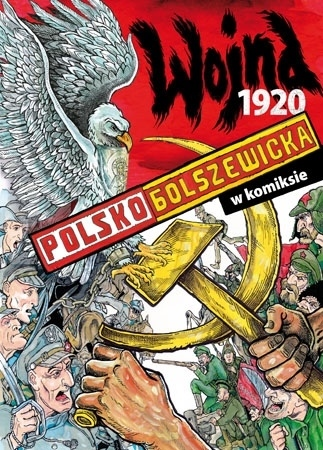 Wojna
1920
POLSKO
BOLSZEWICKA
w komiksie